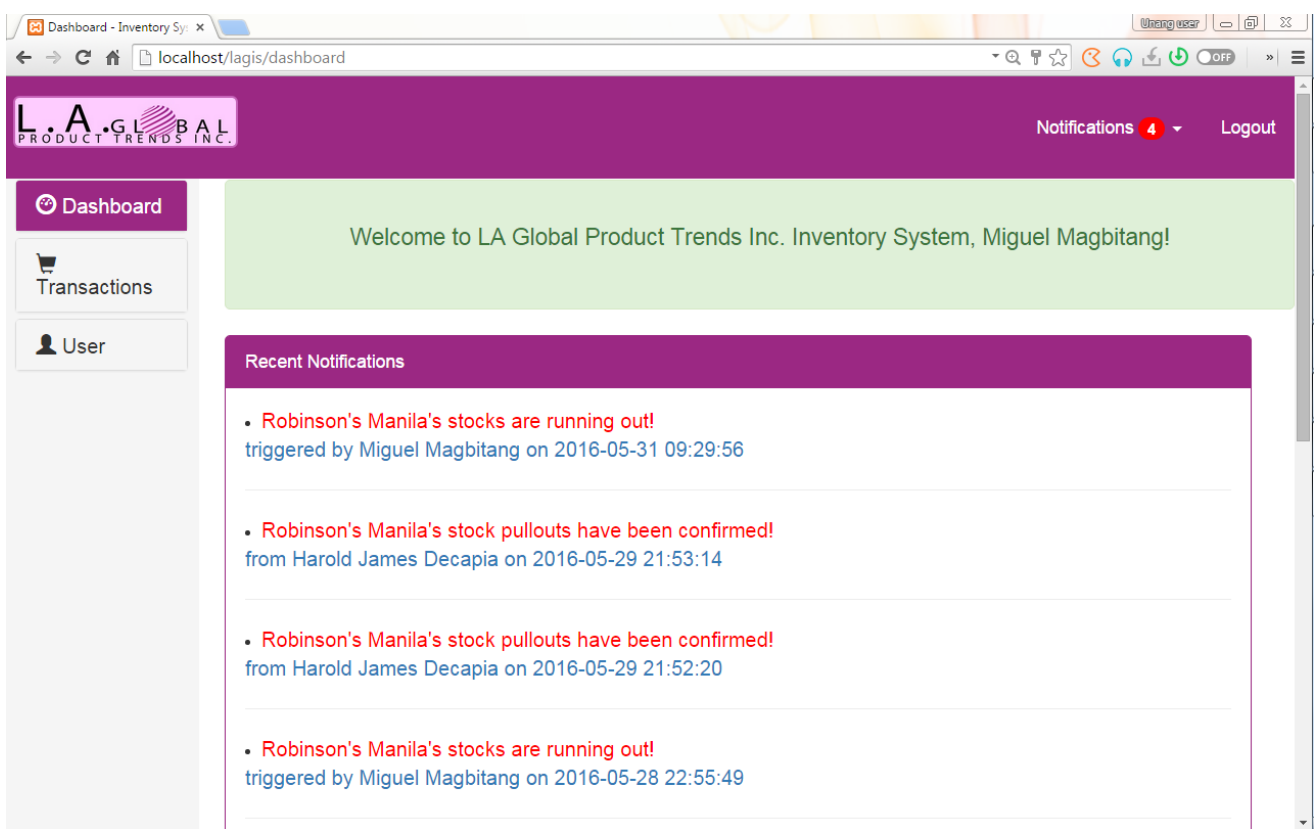 Dashboard - Inventory Sy
Unang user
localhost/lagis/dashboard
OFF
L.A.GLOBAL
PRODUCT TRENDS INC.
Notifications 4
Logout
Dashboard
Transactions
User
Welcome to LA Global Product Trends Inc. Inventory System, Miguel Magbitang!
Recent Notifications
Robinson's Manila's stocks are running out!
triggered by Miguel Magbitang on 2016-05-31 09:29:56
Robinson's Manila's stock pullouts have been confirmed!
from Harold James Decapia on 2016-05-29 21:53:14
Robinson's Manila's stock pullouts have been confirmed!
from Harold James Decapia on 2016-05-29 21:52:20
Robinson's Manila's stocks are running out!
triggered by Miguel Magbitang on 2016-05-28 22:55:49